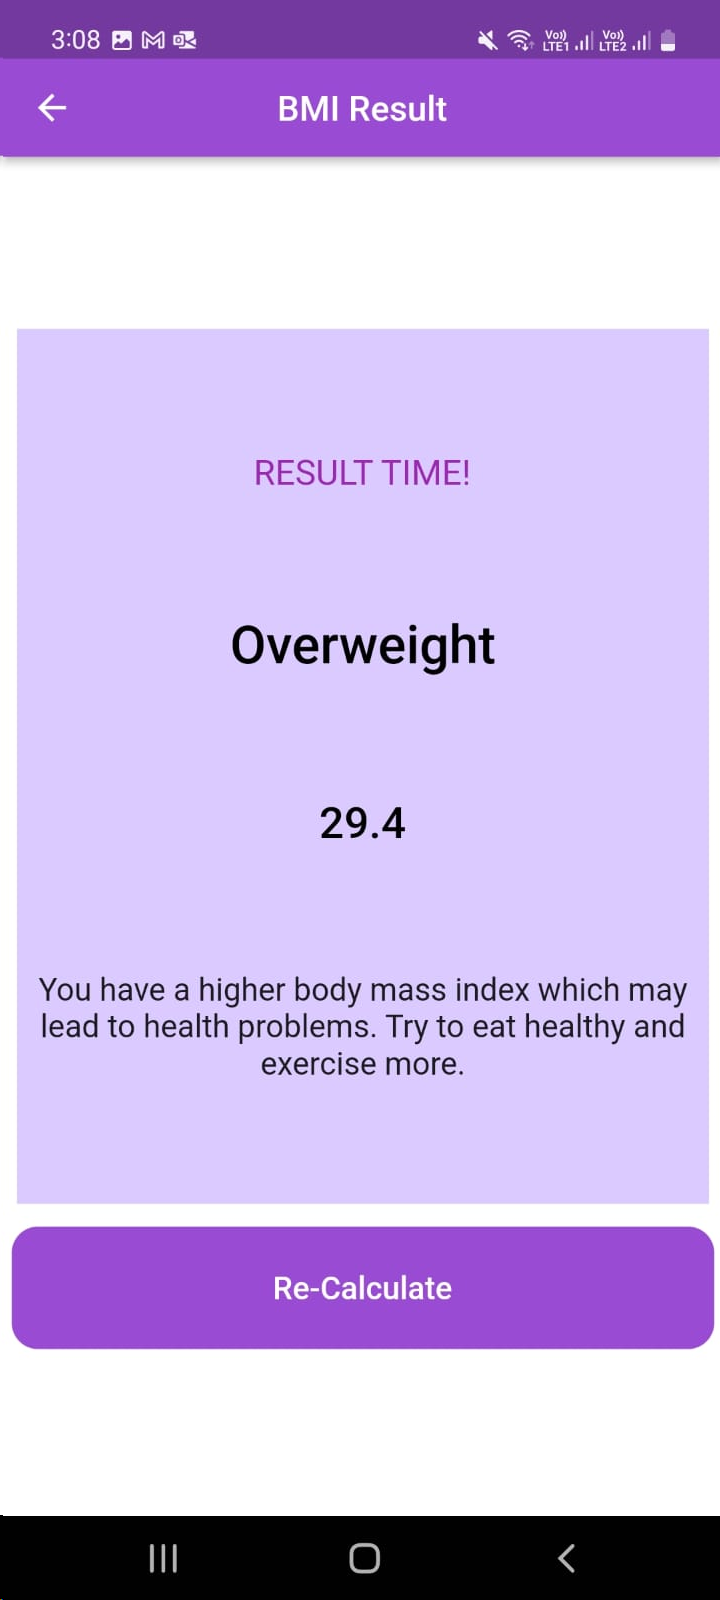 3:08 Vo)) LTE1 Vo)) LTE2
BMI Result
RESULT TIME!
Overweight
29.4
You have a higher body mass index which may
lead to health problems. Try to eat healthy and
exercise more.
Re-Calculate